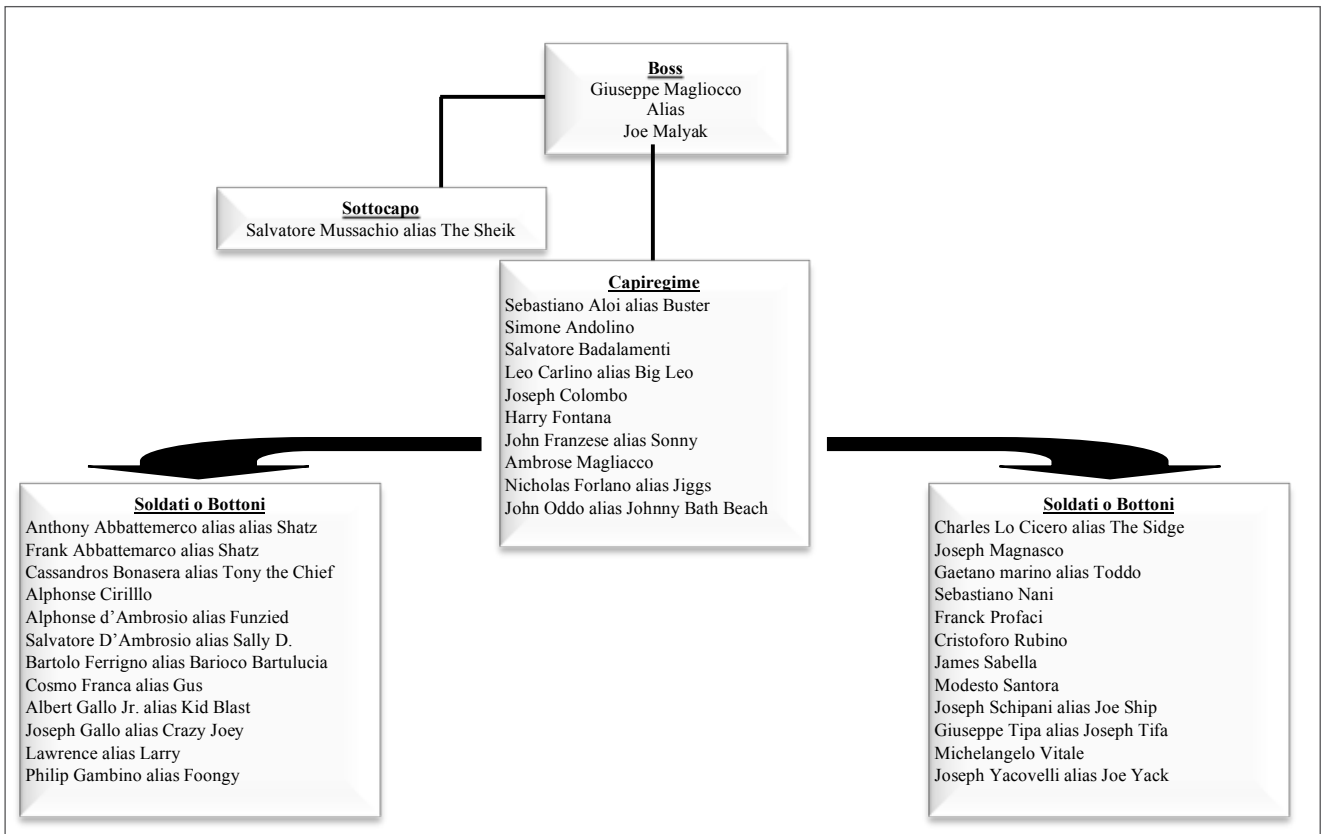 Boss
Giuseppe Magliocco
Alias
Joe Malyak
Sottocapo
Salvatore Mussachio alias The Sheik
Capiregime
Sebastiano Aloi alias Buster
Simone Andolino
Salvatore Badalamenti
Leo Carlino alias Big Leo
Joseph Colombo
Harry Fontana
John Franzese alias Sonny
Ambrose Magliacco
Nicholas Forlano alias Jiggs
John Oddo alias Johnny Bath Beach
Soldati o Bottoni
Anthony Abbattemerco alias alias Shatz
Frank Abbattemarco alias Shatz
Cassandros Bonasera alias Tony the Chief
Alphonse Cirilllo
Alphonse d’Ambrosio alias Funzied
Salvatore D’Ambrosio alias Sally D.
Bartolo Ferrigno alias Barioco Bartulucia
Cosmo Franca alias Gus
Albert Gallo Jr. alias Kid Blast
Joseph Gallo alias Crazy Joey
Lawrence alias Larry
Philip Gambino alias Foongy
Soldati o Bottoni
Charles Lo Cicero alias The Sidge
Joseph Magnasco
Gaetano marino alias Toddo
Sebastiano Nani
Franck Profaci
Cristoforo Rubino
James Sabella
Modesto Santora
Joseph Schipani alias Joe Ship
Giuseppe Tipa alias Joseph Tifa
Michelangelo Vitale
Joseph Yacovelli alias Joe Yack